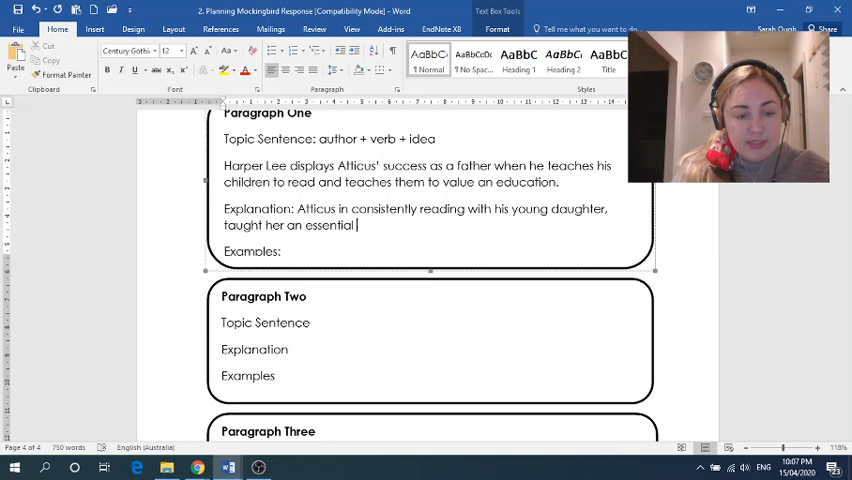 2. Planning Mockingbird Response [Compatibility Mode] - Word
Text Box Tools
Sarah Ough
File Home Insert Design Layout References Mailings Review View Add-ins EndNote X8 Format Tell me what you want to do Share
Paste
Cut
Copy
Format Painter
Clipboard
Century Gothic 12
Font
Paragraph
AaBbC AaBbCcDc AaBbC AaBbC AaBb
¶ Normal ¶ No Spac... Heading 1 Heading 2 Title
Styles
Paragraph One
Topic Sentence: author + verb + idea
Harper Lee displays Atticus’ success as a father when he teaches his
children to read and teaches them to value an education.
Explanation: Atticus in consistently reading with his young daughter,
taught her an essential
Examples:
Paragraph Two
Topic Sentence
Explanation
Examples
Paragraph Three
Page 4 of 4 750 words English (Australia) 118%
ENG 10:07 PM
15/04/2020
23